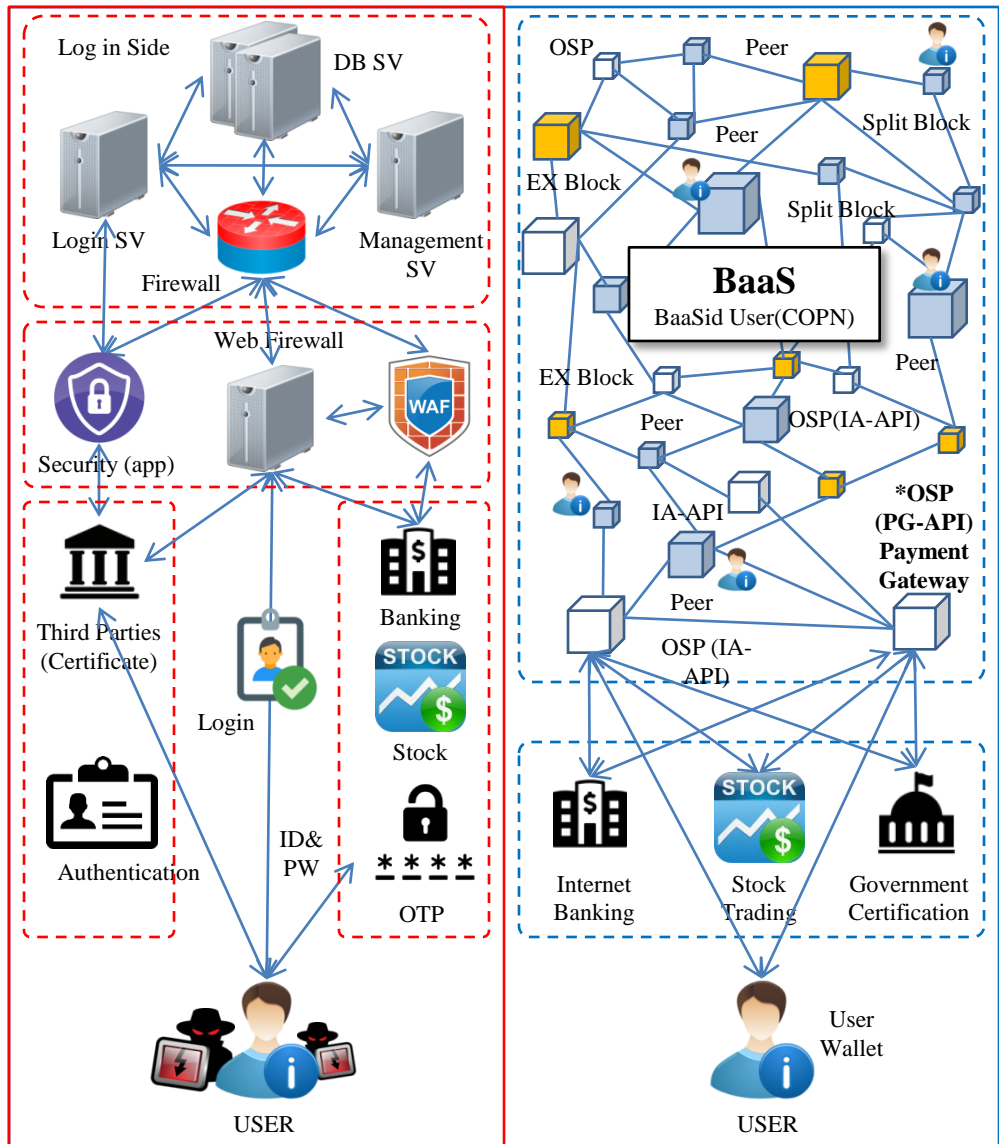 Log in Side
DB SV
Login SV
Management
SV
Firewall
Web Firewall
WAF
Security (app)
Third Parties
(Certificate)
$
Banking
STOCK
$
Stock
Login
Authentication
ID&
PW
* * * *
OTP
i
USER
OSP
Peer
i
Split Block
Peer
EX Block
i
Split Block
BaaS
BaaSid User(COPN)
i
Peer
EX Block
Peer
OSP(IA-API)
i
IA-API
*OSP
(PG-API)
Payment
Gateway
i
Peer
OSP (IA-
API)
$
Internet
Banking
STOCK
$
Stock
Trading
Government
Certification
User
Wallet
i
USER